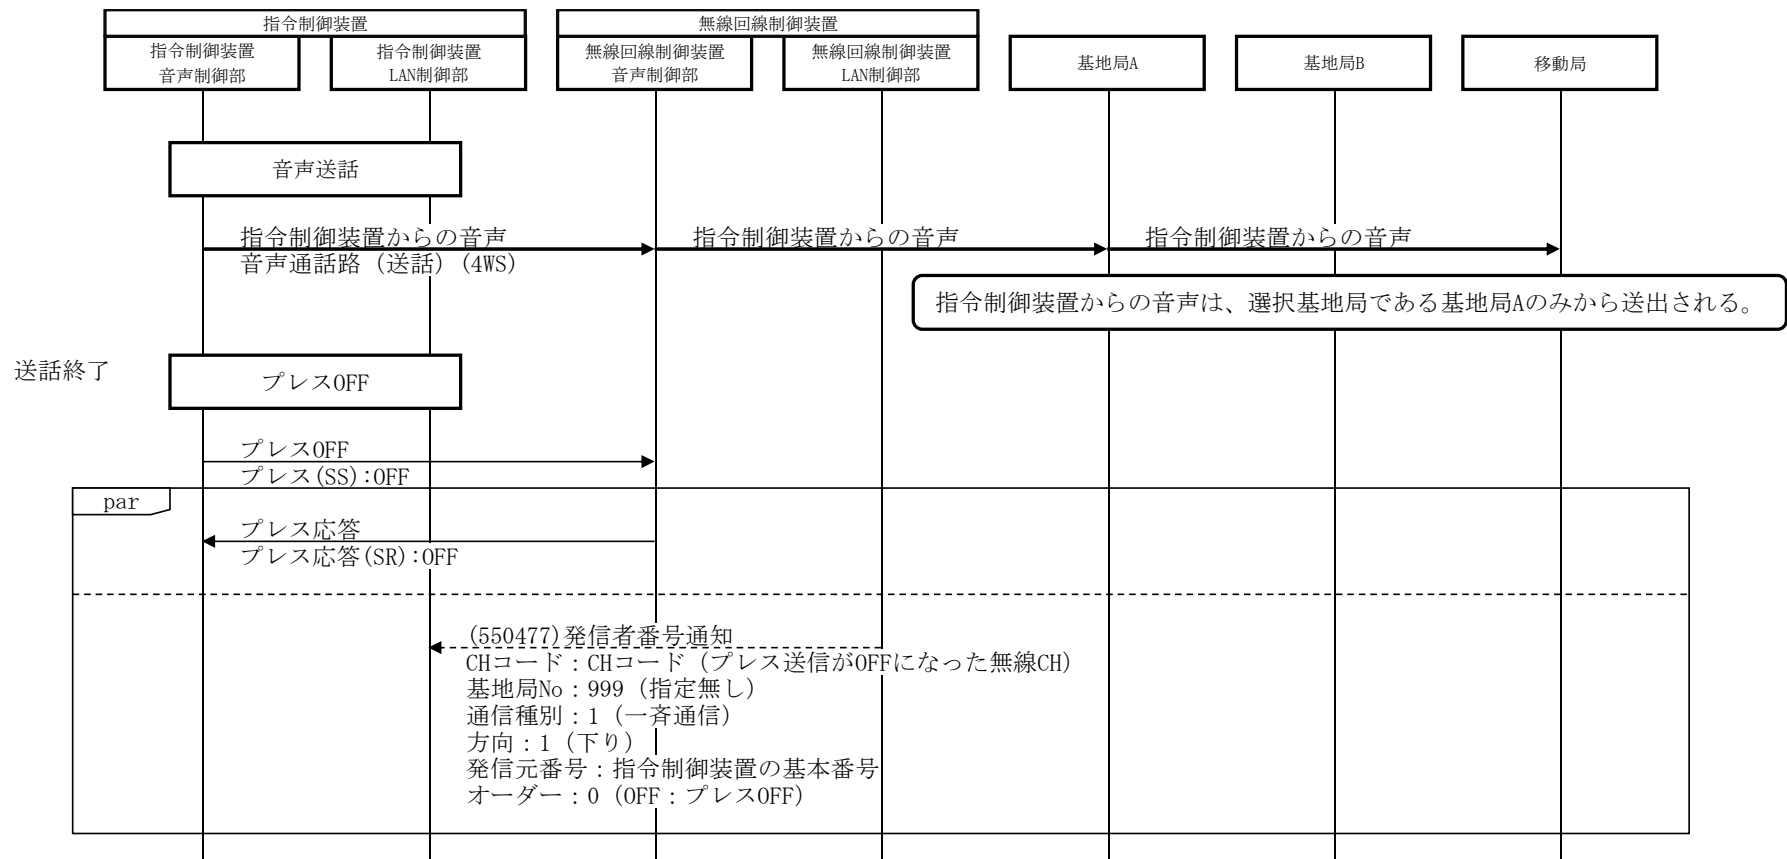 指令制御装置
無線回線制御装置
指令制御装置
音声制御部
指令制御装置
LAN制御部
無線回線制御装置
音声制御部
無線回線制御装置
LAN制御部
基地局A
基地局B
移動局
音声送話
指令制御装置からの音声
音声通話路（送話）(4WS)
指令制御装置からの音声
指令制御装置からの音声
指令制御装置からの音声は、選択基地局である基地局Aのみから送出される。
送話終了
プレスOFF
プレスOFF
プレス(SS):OFF
par
プレス応答
プレス応答(SR):OFF
(550477)発信者番号通知
CHコード：CHコード（プレス送信がOFFになった無線CH）
基地局No：999（指定無し）
通信種別：1（一斉通信）
方向：1（下り）
発信元番号：指令制御装置の基本番号
オーダー：0（OFF：プレスOFF）